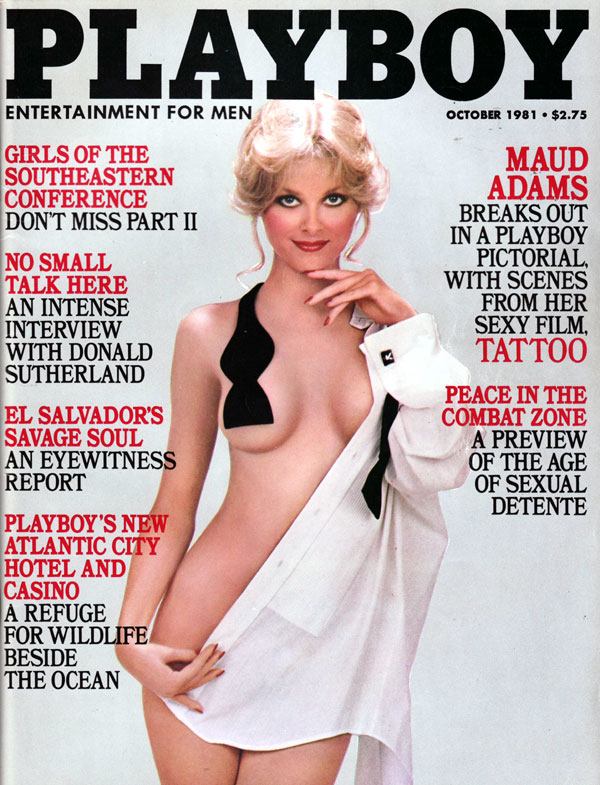 PLAYBOY
ENTERTAINMENT FOR MEN
OCTOBER 1981 • $2.75
GIRLS OF THE
SOUTHEASTERN
CONFERENCE
DON'T MISS PART II
NO SMALL
TALK HERE
AN INTENSE
INTERVIEW
WITH DONALD
SUTHERLAND
EL SALVADOR'S
SAVAGE SOUL
AN EYEWITNESS
REPORT
PLAYBOY'S NEW
ATLANTIC CITY
HOTEL AND
CASINO
A REFUGE
FOR WILDLIFE
BESIDE
THE OCEAN
MAUD
ADAMS
BREAKS OUT
IN A PLAYBOY
PICTORIAL,
WITH SCENES
FROM HER
SEXY FILM,
TATTOO
PEACE IN THE
COMBAT ZONE
A PREVIEW
OF THE AGE
OF SEXUAL
DETENTE